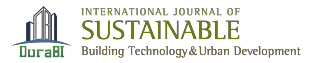 INTERNATIONAL JOURNAL OF
SUSTAINABLE
Building Technology & Urban Development
DuraBI